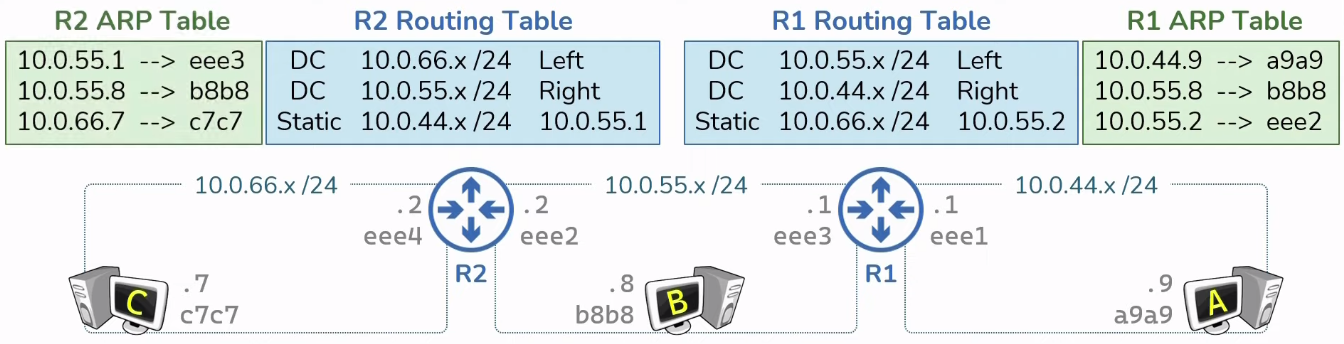 R2 ARP Table
10.0.55.1 --> eee3
10.0.55.8 --> b8b8
10.0.66.7 --> c7c7
R2 Routing Table
DC 10.0.66.x /24 Left
DC 10.0.55.x /24 Right
Static 10.0.44.x /24 10.0.55.1
R1 Routing Table
DC 10.0.55.x /24 Left
DC 10.0.44.x /24 Right
Static 10.0.66.x /24 10.0.55.2
R1 ARP Table
10.0.44.9 --> a9a9
10.0.55.8 --> b8b8
10.0.55.2 --> eee2
10.0.66.x /24
10.0.55.x /24
10.0.44.x /24
.2
eee4
.2
eee2
R2
.1
eee3
.1
eee1
R1
C
.7
c7c7
.8
b8b8
B
.9
a9a9
A